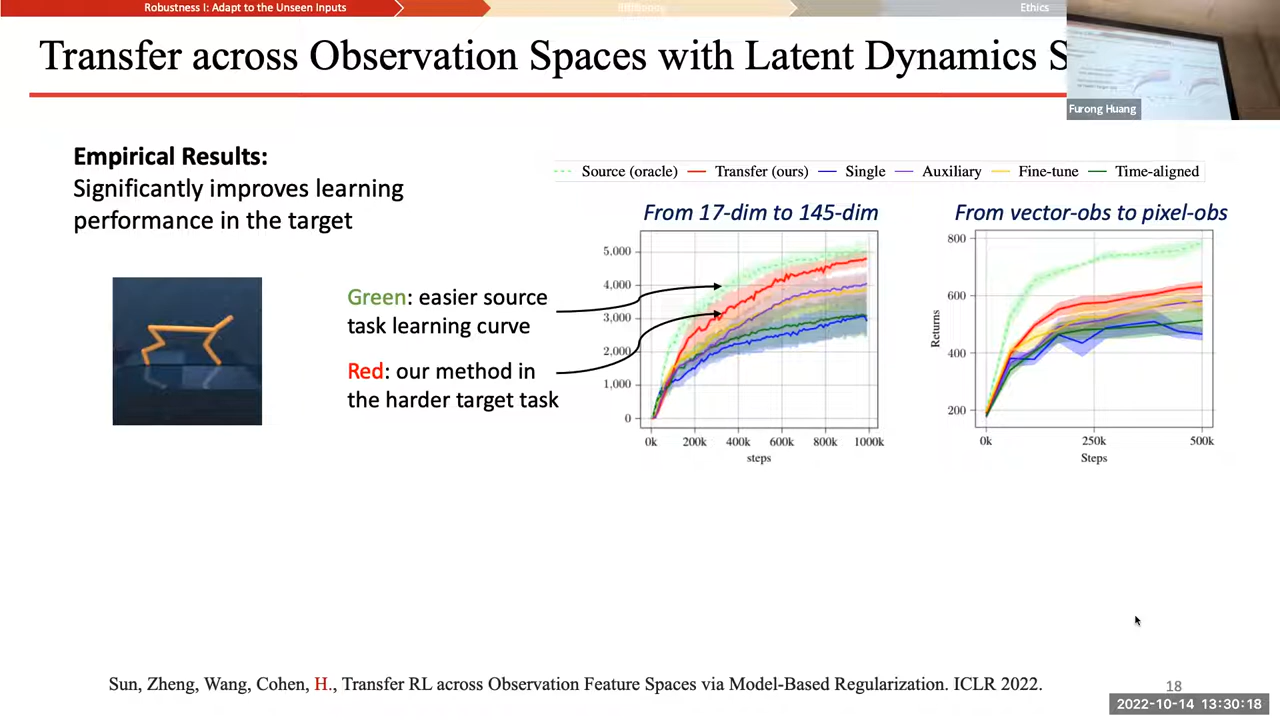 Robustness I: Adapt to the Unseen Inputs
Ethics
Transfer across Observation Spaces with Latent Dynamics S
Furong Huang
Empirical Results:
Significantly improves learning
performance in the target
Source (oracle) Transfer (ours) Single Auxiliary Fine-tune Time-aligned
From 17-dim to 145-dim
From vector-obs to pixel-obs
Green: easier source
task learning curve
Red: our method in
the harder target task
5,000
4,000
3,000
2,000
1,000
0
0k 200k 400k 600k 800k 1000k
steps
800
600
400
200
Returns
0k 250k 500k
Steps
Sun, Zheng, Wang, Cohen, H., Transfer RL across Observation Feature Spaces via Model-Based Regularization. ICLR 2022.
18
2022-10-14 13:30:18